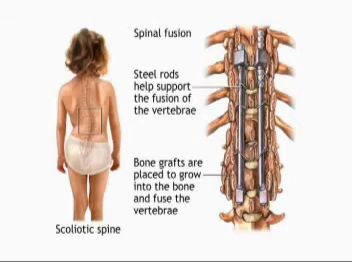 Spinal fusion
Steel rods
help support
the fusion of
the vertebrae
Bone grafts are
placed to grow
into the bone
and fuse the
vertebrae
Scoliotic spine